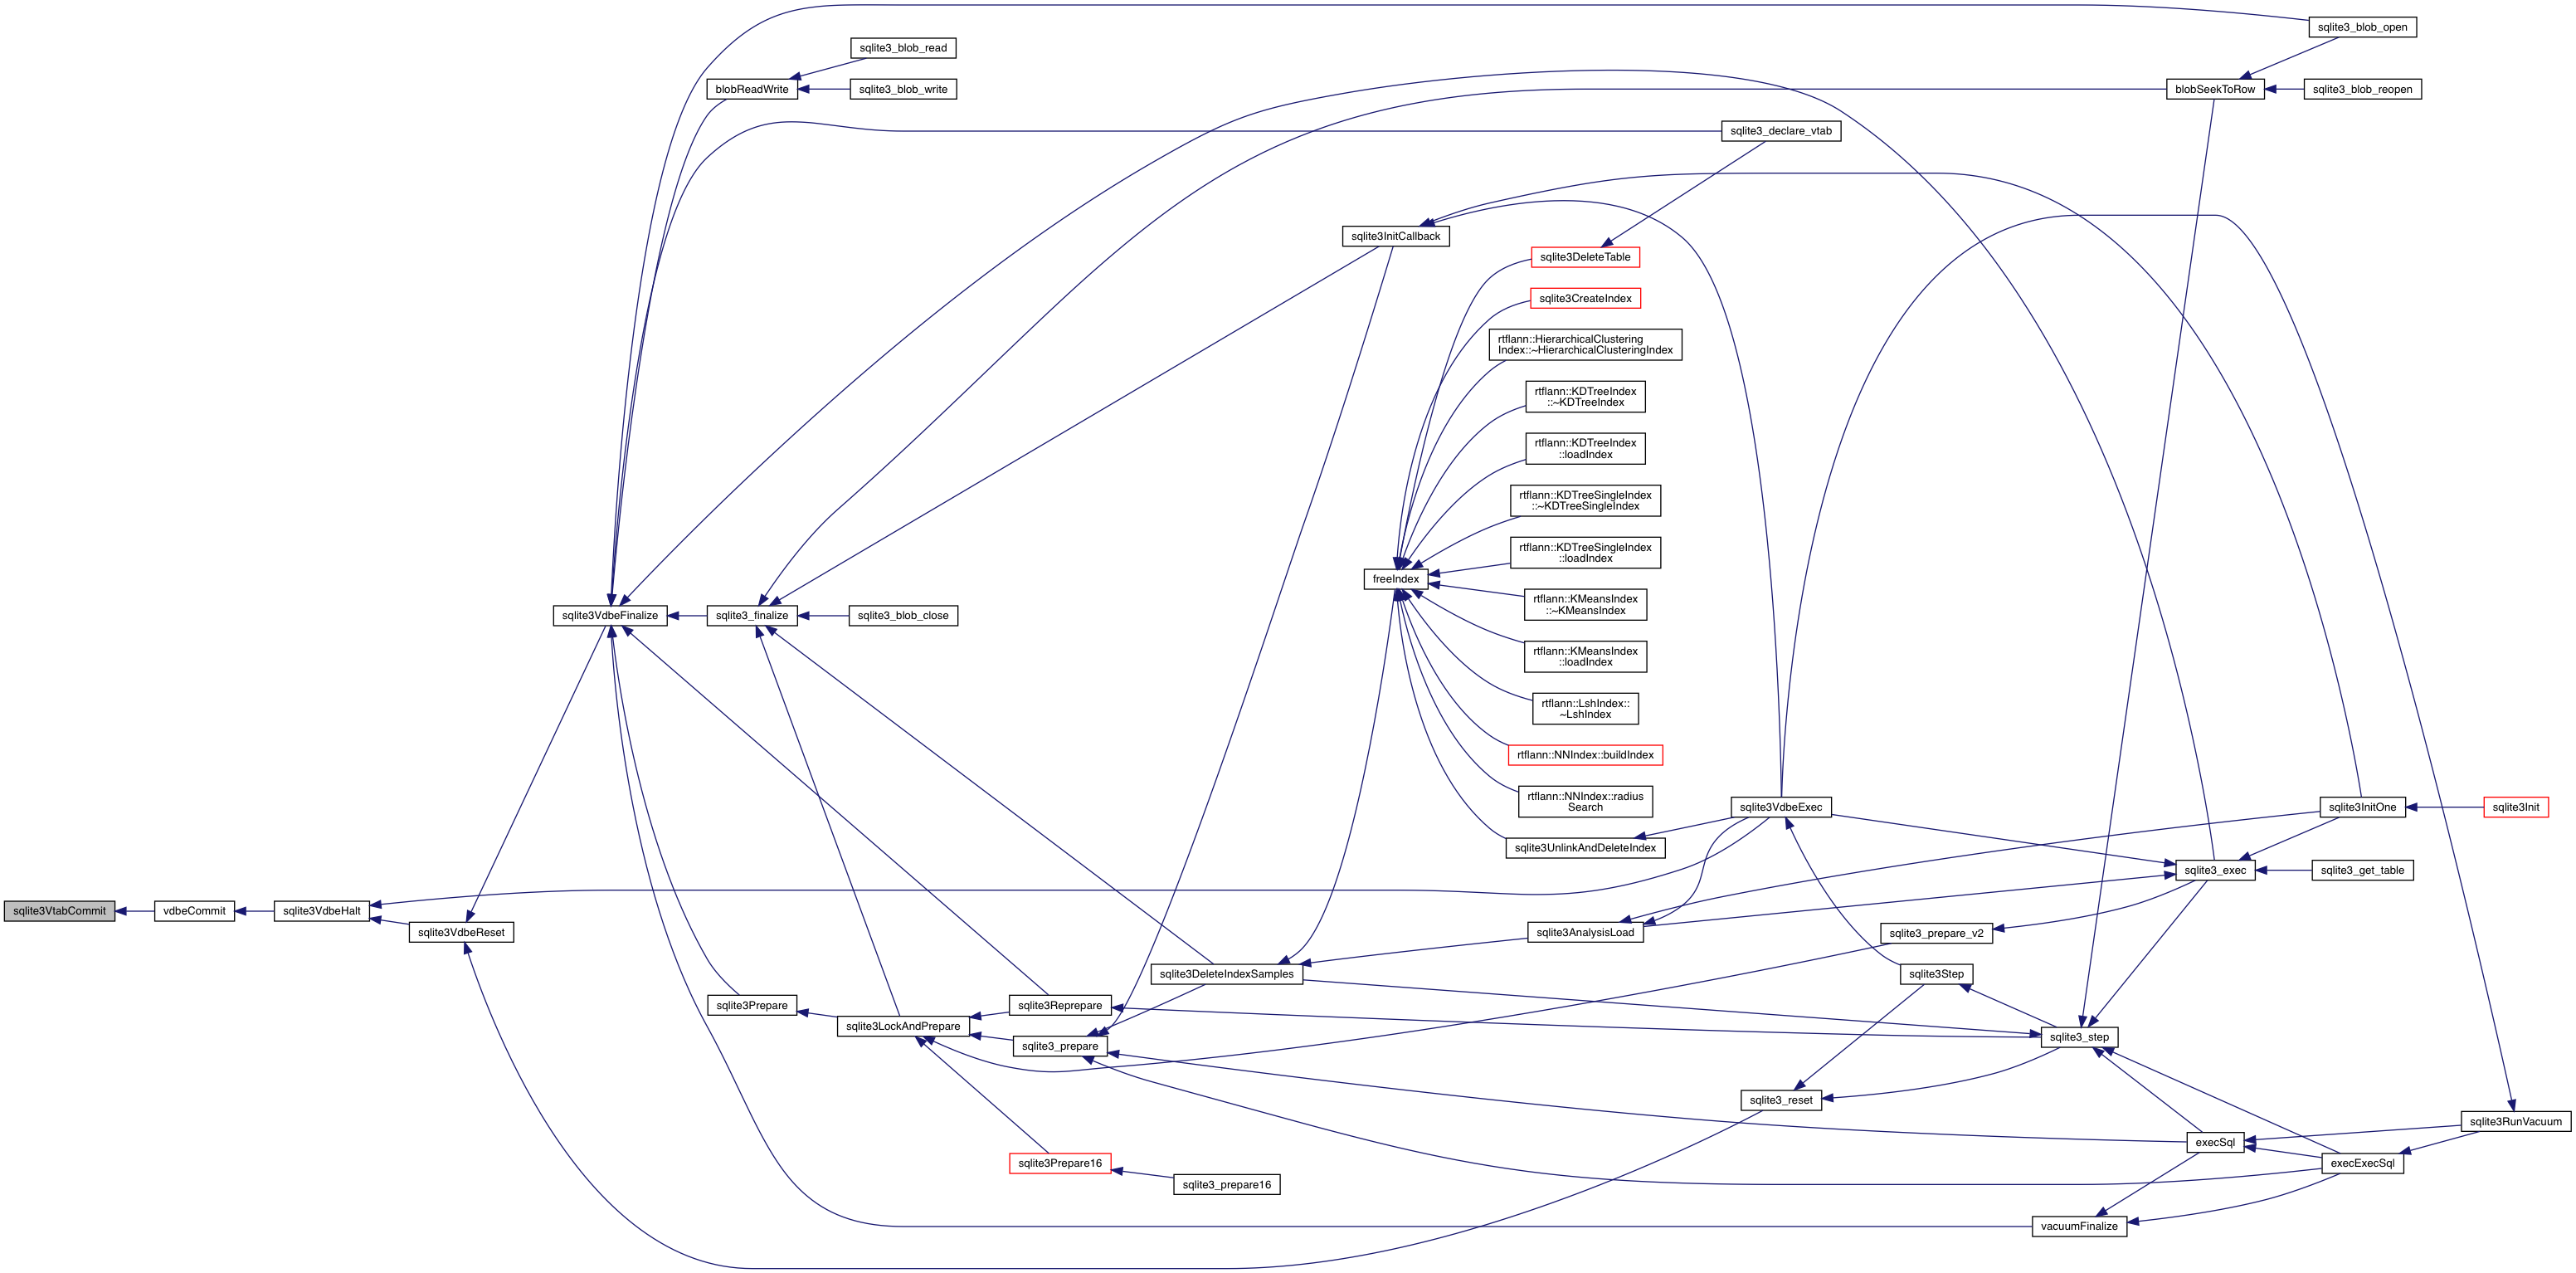 sqlite3_blob_open
sqlite3_blob_read
blobReadWrite
sqlite3_blob_write
blobSeekToRow
sqlite3_blob_reopen
sqlite3_declare_vtab
sqlite3InitCallback
sqlite3DeleteTable
sqlite3CreateIndex
rtflann::HierarchicalClustering
Index::~HierarchicalClusteringIndex
rtflann::KDTreeIndex
::~KDTreeIndex
rtflann::KDTreeIndex
::loadIndex
rtflann::KDTreeSingleIndex
::~KDTreeSingleIndex
rtflann::KDTreeSingleIndex
::loadIndex
freeIndex
rtflann::KMeansIndex
::~KMeansIndex
sqlite3VdbeFinalize
sqlite3_finalize
sqlite3_blob_close
rtflann::KMeansIndex
::loadIndex
rtflann::LshIndex::
~LshIndex
rtflann::NNIndex::buildIndex
rtflann::NNIndex::radius
Search
sqlite3VdbeExec
sqlite3InitOne
sqlite3Init
sqlite3UnlinkAndDeleteIndex
sqlite3_exec
sqlite3_get_table
sqlite3VtabCommit
vdbeCommit
sqlite3VdbeHalt
sqlite3VdbeReset
sqlite3AnalysisLoad
sqlite3_prepare_v2
sqlite3DeleteIndexSamples
sqlite3Step
sqlite3Prepare
sqlite3Reprepare
sqlite3LockAndPrepare
sqlite3_prepare
sqlite3_step
sqlite3_reset
sqlite3RunVacuum
execSql
sqlite3Prepare16
execExecSql
sqlite3_prepare16
vacuumFinalize